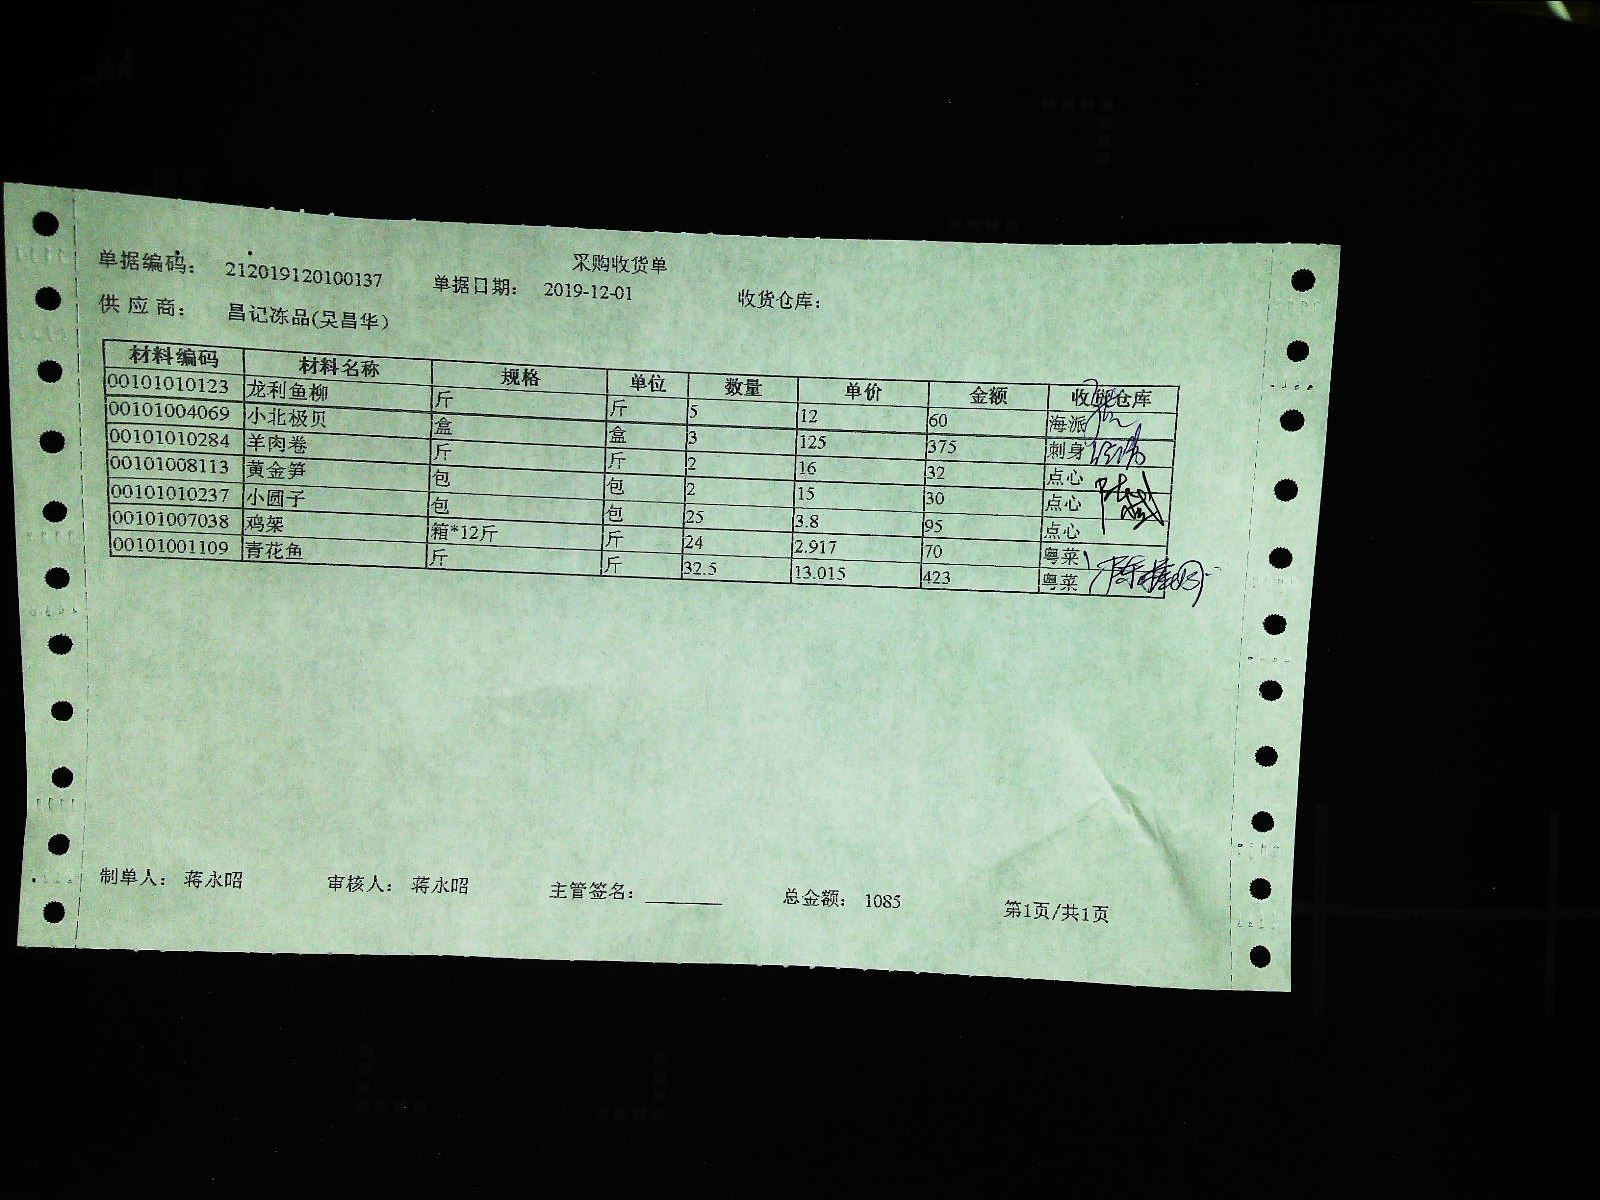 采购收货单
单据编码： 212019120100137 单据日期： 2019-12-01 收货仓库：
供 应 商： 昌记冻品(吴昌华)
材料编码 材料名称 规格 单位 数量 单价 金额 收货仓库
00101010123 龙利鱼柳 斤 斤 5 12 60 海派
00101004069 小北极贝 盒 盒 3 125 375 刺身
00101010284 羊肉卷 斤 斤 2 16 32 点心
00101008113 黄金笋 包 包 2 15 30 点心
00101010237 小圆子 包 包 25 3.8 95 点心
00101007038 鸡架 箱*12斤 斤 24 2.917 70 粤菜
00101001109 青花鱼 斤 斤 32.5 13.015 423 粤菜
制单人： 蒋永昭 审核人： 蒋永昭 主管签名： 总金额： 1085 第1页/共1页